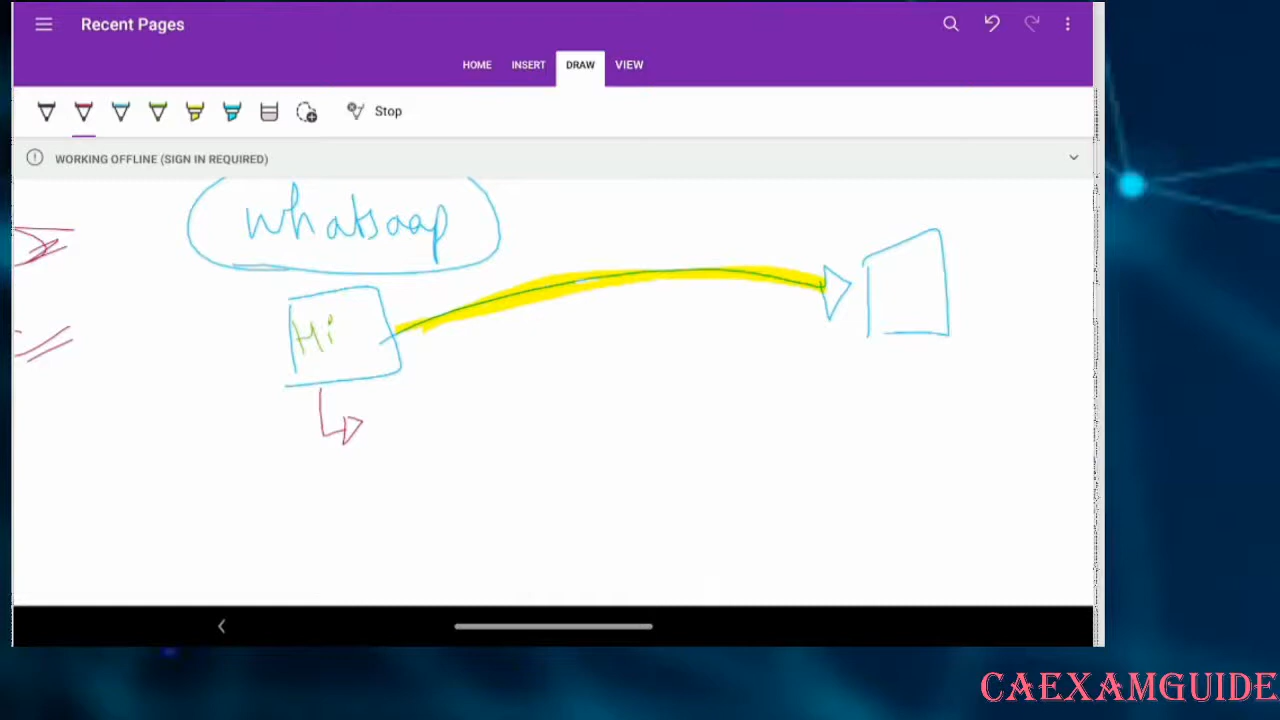 Recent Pages
HOME INSERT DRAW VIEW
Stop
WORKING OFFLINE (SIGN IN REQUIRED)
Whatsaap
Hi
CAEXAMGUIDE